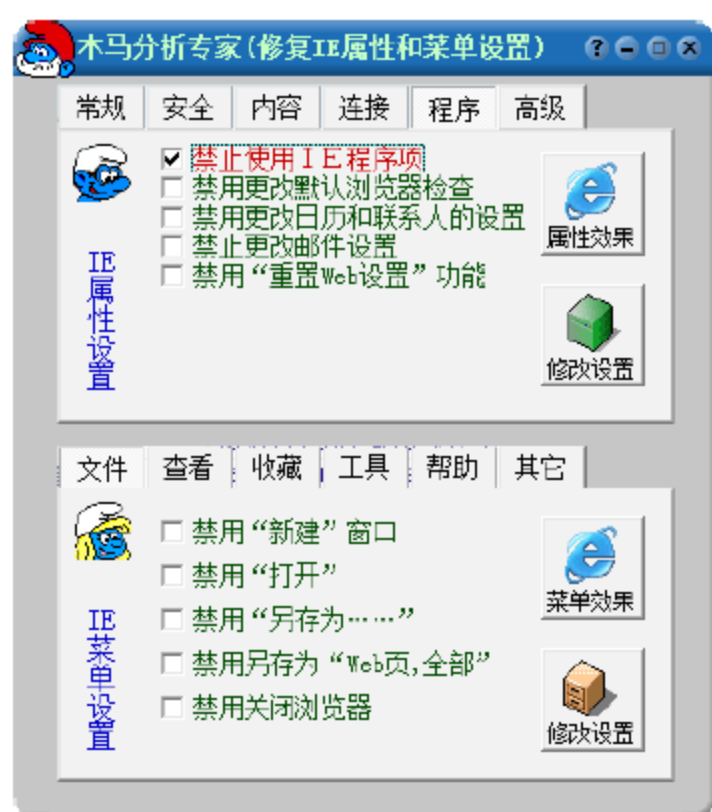 木马分析专家(修复IE属性和菜单设置) ?
常规 安全 内容 连接 程序 高级
禁止使用ＩＥ程序项
禁用更改默认浏览器检查
禁用更改日历和联系人的设置
禁止更改邮件设置
禁用“重置Web设置”功能
IE属性设置
属性效果
修改设置
文件 查看 收藏 工具 帮助 其它
禁用“新建”窗口
禁用“打开”
禁用“另存为……”
禁用另存为“Web页,全部”
禁用关闭浏览器
IE菜单设置
菜单效果
修改设置